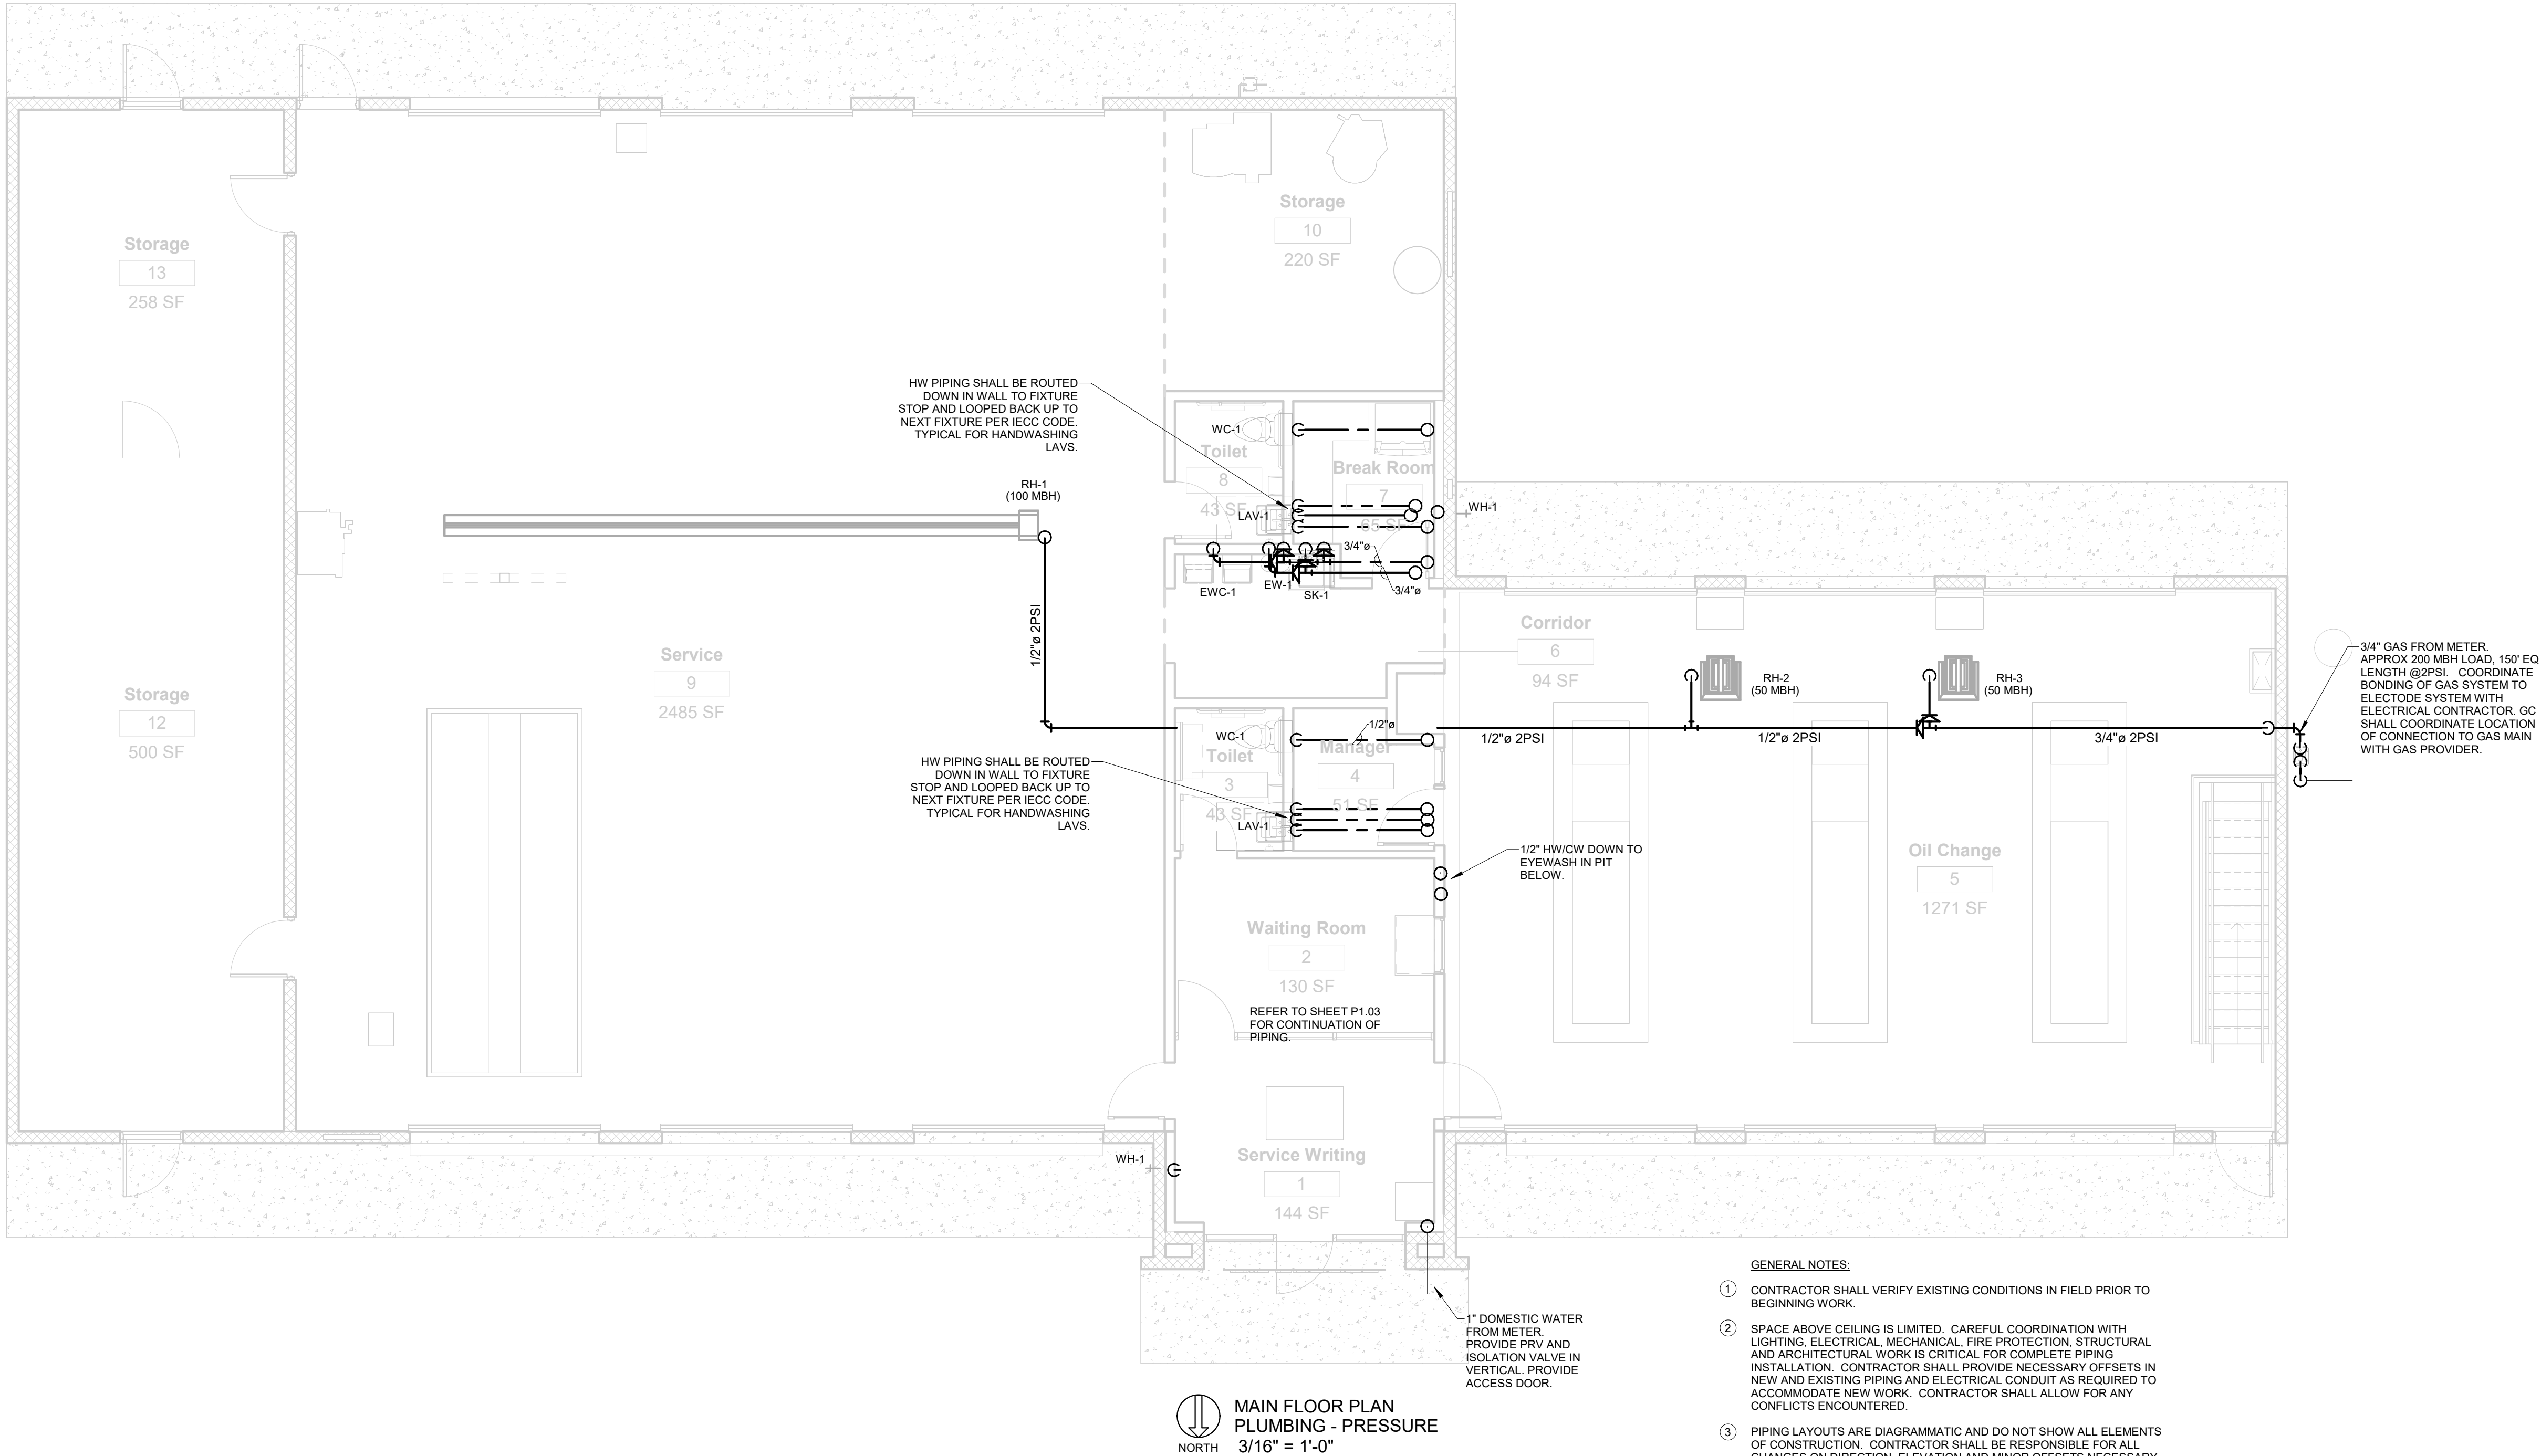 Storage
13
258 SF
Storage
10
220 SF
HW PIPING SHALL BE ROUTED
DOWN IN WALL TO FIXTURE
STOP AND LOOPED BACK UP TO
NEXT FIXTURE PER IECC CODE.
TYPICAL FOR HANDWASHING
LAVS.
WC-1
Toilet
8
43 SF
LAV-1
Break Room
7
65 SF
WH-1
RH-1
(100 MBH)
1/2"ø 2PSI
3/4"ø
3/4"ø
EWC-1
EW-1
SK-1
Service
9
2485 SF
Storage
12
500 SF
Corridor
6
94 SF
RH-2
(50 MBH)
RH-3
(50 MBH)
3/4" GAS FROM METER.
APPROX 200 MBH LOAD, 150' EQ
LENGTH @2PSI. COORDINATE
BONDING OF GAS SYSTEM TO
ELECTODE SYSTEM WITH
ELECTRICAL CONTRACTOR. GC
SHALL COORDINATE LOCATION
OF CONNECTION TO GAS MAIN
WITH GAS PROVIDER.
1/2"ø 2PSI
1/2"ø 2PSI
3/4"ø 2PSI
WC-1
1/2"ø
Toilet
3
43 SF
LAV-1
Manager
4
51 SF
HW PIPING SHALL BE ROUTED
DOWN IN WALL TO FIXTURE
STOP AND LOOPED BACK UP TO
NEXT FIXTURE PER IECC CODE.
TYPICAL FOR HANDWASHING
LAVS.
1/2" HW/CW DOWN TO
EYEWASH IN PIT
BELOW.
Oil Change
5
1271 SF
Waiting Room
2
130 SF
REFER TO SHEET P1.03
FOR CONTINUATION OF
PIPING.
WH-1
Service Writing
1
144 SF
1" DOMESTIC WATER
FROM METER.
PROVIDE PRV AND
ISOLATION VALVE IN
VERTICAL. PROVIDE
ACCESS DOOR.
NORTH
MAIN FLOOR PLAN
PLUMBING - PRESSURE
3/16" = 1'-0"
GENERAL NOTES:
1 CONTRACTOR SHALL VERIFY EXISTING CONDITIONS IN FIELD PRIOR TO
BEGINNING WORK.
2 SPACE ABOVE CEILING IS LIMITED. CAREFUL COORDINATION WITH
LIGHTING, ELECTRICAL, MECHANICAL, FIRE PROTECTION, STRUCTURAL
AND ARCHITECTURAL WORK IS CRITICAL FOR COMPLETE PIPING
INSTALLATION. CONTRACTOR SHALL PROVIDE NECESSARY OFFSETS IN
NEW AND EXISTING PIPING AND ELECTRICAL CONDUIT AS REQUIRED TO
ACCOMMODATE NEW WORK. CONTRACTOR SHALL ALLOW FOR ANY
CONFLICTS ENCOUNTERED.
3 PIPING LAYOUTS ARE DIAGRAMMATIC AND DO NOT SHOW ALL ELEMENTS
OF CONSTRUCTION. CONTRACTOR SHALL BE RESPONSIBLE FOR ALL
CHANGES ON DIRECTION, ELEVATION AND MINOR OFFSETS NECESSARY